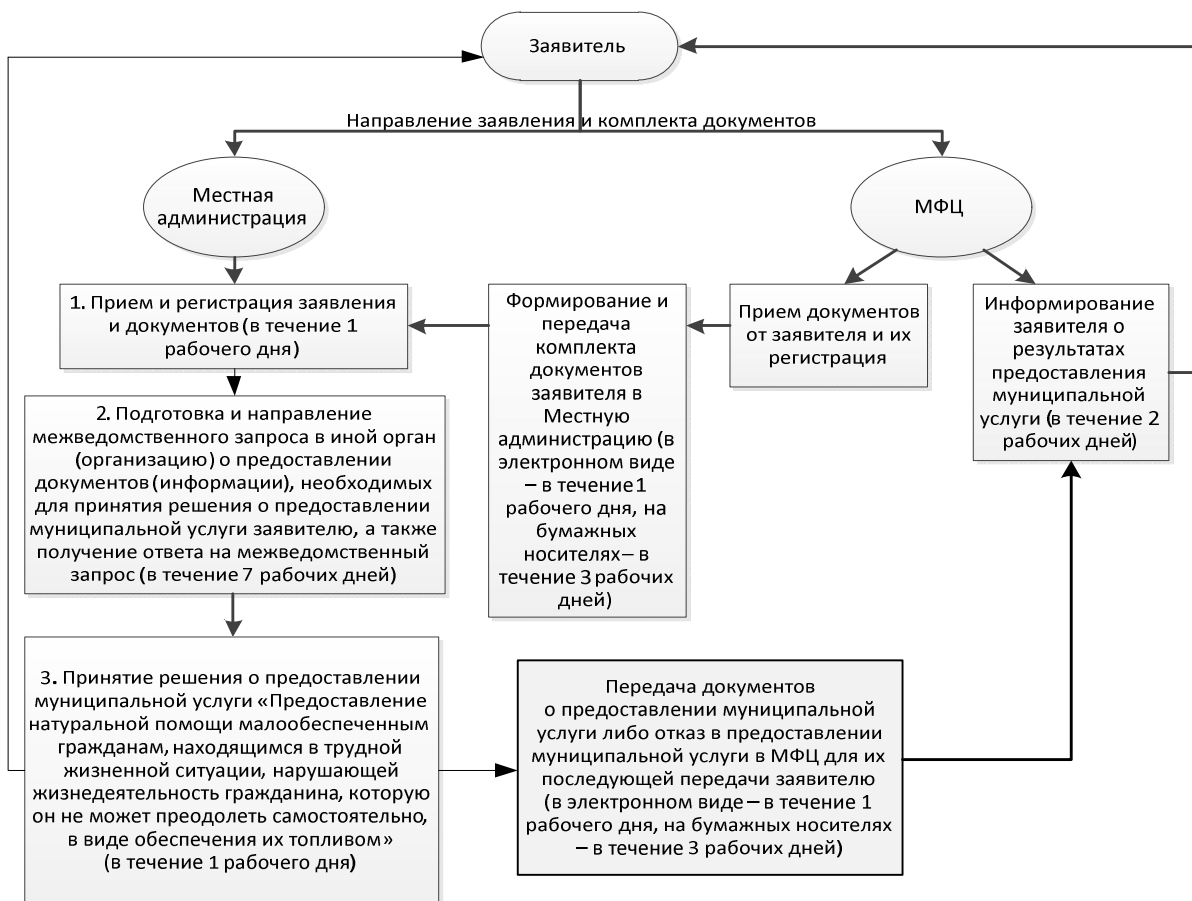 Заявитель
Направление заявления и комплекта документов
Местная
администрация
МФЦ
1. Прием и регистрация заявления
и документов (в течение 1
рабочего дня)
Формирование и
передача
комплекта
документов
заявителя в
Местную
администрацию (в
электронном виде
– в течение 1
рабочего дня, на
бумажных
носителях – в
течение 3 рабочих
дней)
Прием документов
от заявителя и их
регистрация
Информирование
заявителя о
результатах
предоставления
муниципальной
услуги (в течение 2
рабочих дней)
2. Подготовка и направление
межведомственного запроса в иной орган
(организацию) о предоставлении
документов (информации), необходимых
для принятия решения о предоставлении
муниципальной услуги заявителю, а также
получение ответа на межведомственный
запрос (в течение 7 рабочих дней)
3. Принятие решения о предоставлении
муниципальной услуги «Предоставление
натуральной помощи малообеспеченным
гражданам, находящимся в трудной
жизненной ситуации, нарушающей
жизнедеятельность гражданина, которую
он не может преодолеть самостоятельно,
в виде обеспечения их топливом»
(в течение 1 рабочего дня)
Передача документов
о предоставлении муниципальной
услуги либо отказ в предоставлении
муниципальной услуги в МФЦ для их
последующей передачи заявителю
(в электронном виде – в течение 1
рабочего дня, на бумажных носителях
– в течение 3 рабочих дней)